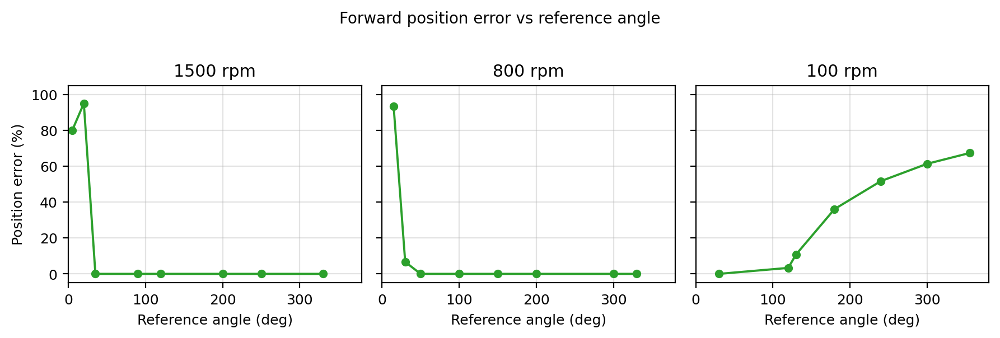 Forward position error vs reference angle
1500 rpm
800 rpm
100 rpm
Position error (%)
100
80
60
40
20
0
0 100 200 300
0 100 200 300
0 100 200 300
Reference angle (deg)
Reference angle (deg)
Reference angle (deg)